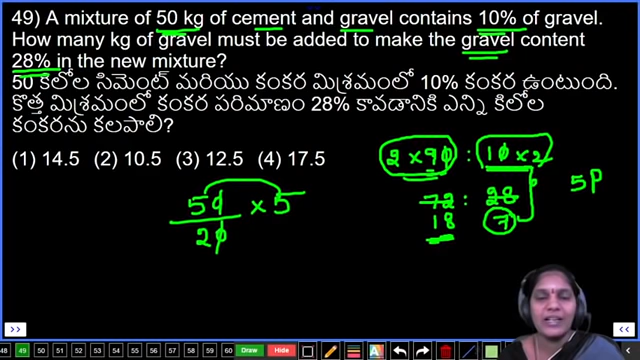 49) A mixture of 50 kg of cement and gravel contains 10% of gravel.
How many kg of gravel must be added to make the gravel content
28% in the new mixture?
50 కిలోల సిమెంట్ మరియు కంకర మిశ్రమంలో 10% కంకర ఉంటుంది.
కొత్త మిశ్రమంలో కంకర పరిమాణం 28% కావడానికి ఎన్ని కిలోల
కంకరను కలపాలి?
(1) 14.5 (2) 10.5 (3) 12.5 (4) 17.5
2 × 90 : 10 × 2
72 : 28
18 7
5P
50 × 5
20
<< 48 49 50 51 52 53 54 55 56 57 58 59 60 Draw Hide >>